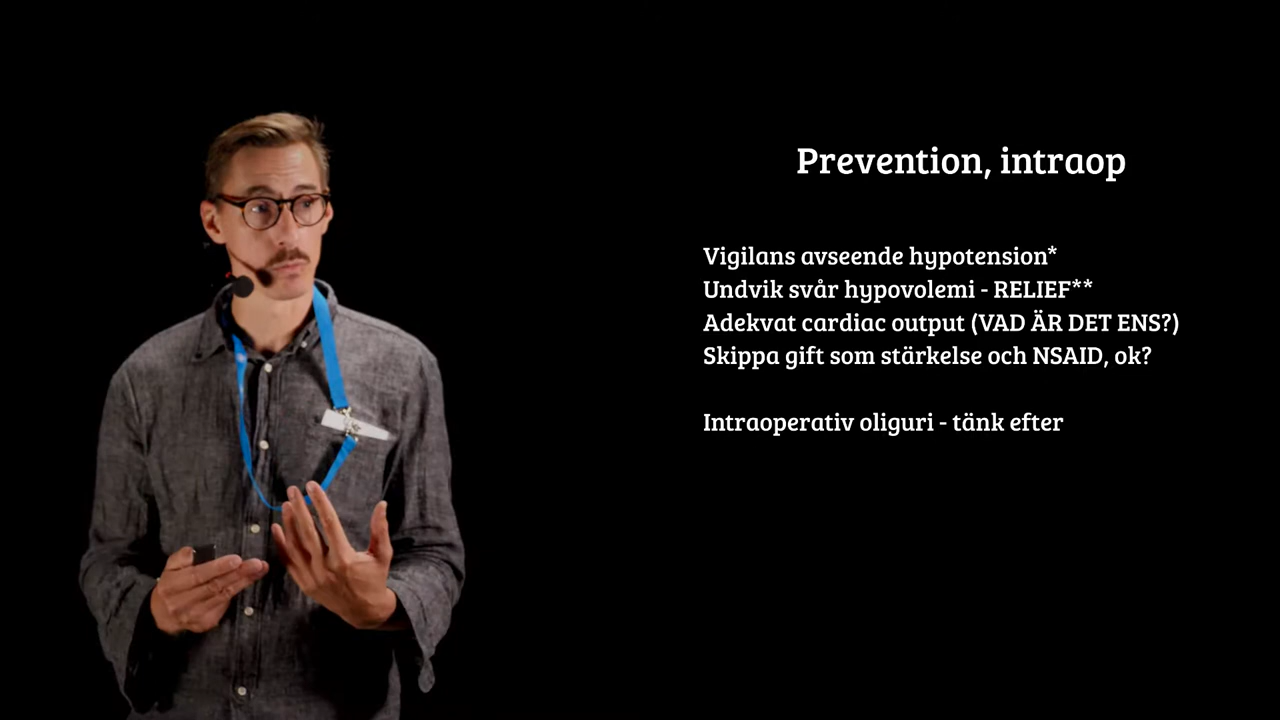 Prevention, intraop
Vigilans avseende hypotension*
Undvik svår hypovolemi - RELIEF**
Adekvat cardiac output (VAD ÄR DET ENS?)
Skippa gift som stärkelse och NSAID, ok?
Intraoperativ oliguri - tänk efter